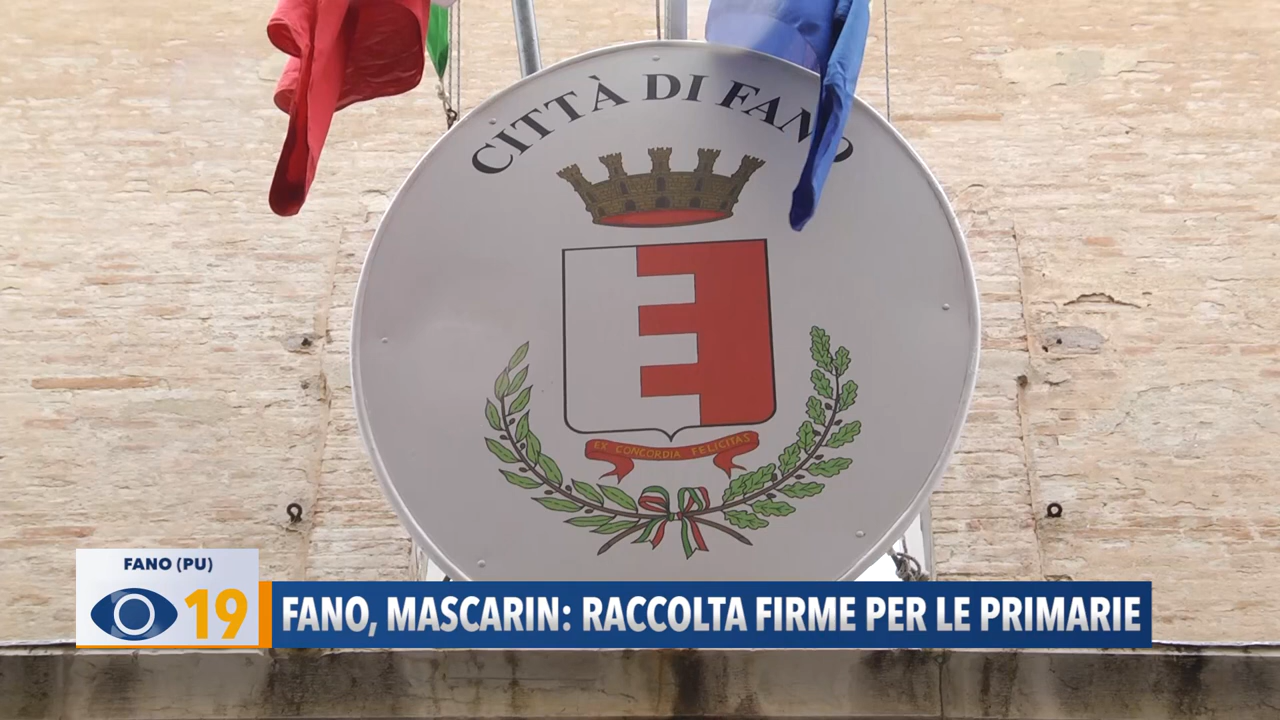 CITTÀ DI FANO
EX CONCORDIA FELICITAS
FANO (PU)
19
FANO, MASCARIN: RACCOLTA FIRME PER LE PRIMARIE